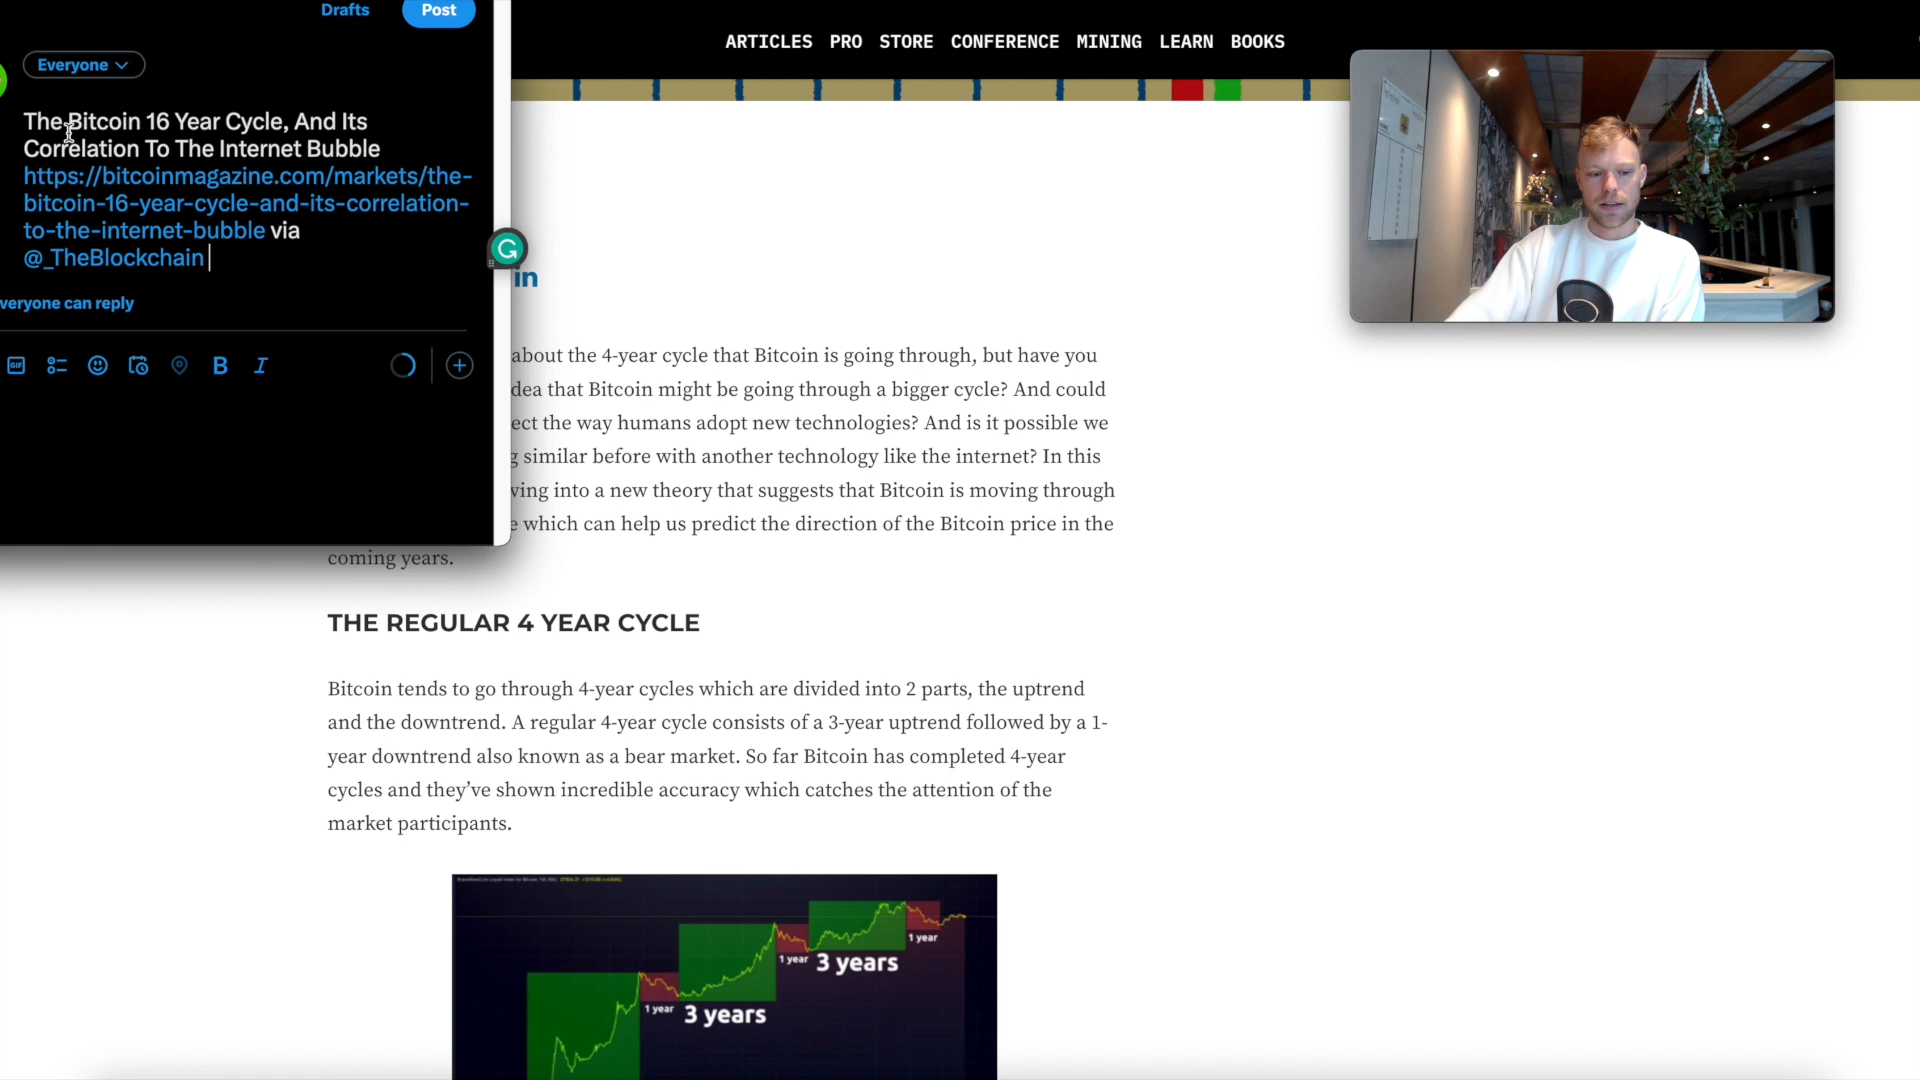 Drafts
Post
ARTICLES PRO STORE CONFERENCE MINING LEARN BOOKS
Everyone
The Bitcoin 16 Year Cycle, And Its
Correlation To The Internet Bubble
https://bitcoinmagazine.com/markets/the-
bitcoin-16-year-cycle-and-its-correlation-
to-the-internet-bubble via
@_TheBlockchain
in
veryone can reply
GIF
B I
about the 4-year cycle that Bitcoin is going through, but have you
dea that Bitcoin might be going through a bigger cycle? And could
ect the way humans adopt new technologies? And is it possible we
g similar before with another technology like the internet? In this
ving into a new theory that suggests that Bitcoin is moving through
e which can help us predict the direction of the Bitcoin price in the
coming years.
THE REGULAR 4 YEAR CYCLE
Bitcoin tends to go through 4-year cycles which are divided into 2 parts, the uptrend
and the downtrend. A regular 4-year cycle consists of a 3-year uptrend followed by a 1-
year downtrend also known as a bear market. So far Bitcoin has completed 4-year
cycles and they’ve shown incredible accuracy which catches the attention of the
market participants.
1 year
3 years
1 year
3 years
1 year